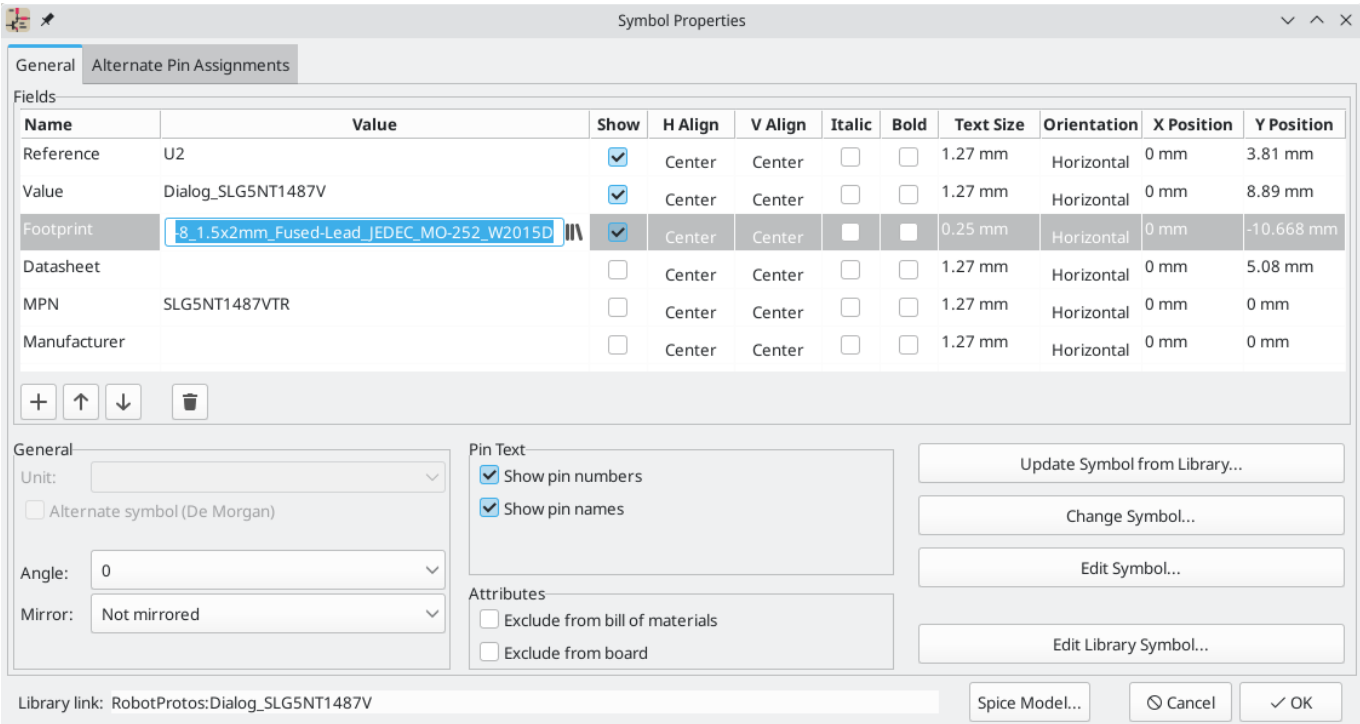 Symbol Properties
General Alternate Pin Assignments
Fields
Name Value Show H Align V Align Italic Bold Text Size Orientation X Position Y Position
Reference U2 Center Center 1.27 mm Horizontal 0 mm 3.81 mm
Value Dialog_SLG5NT1487V Center Center 1.27 mm Horizontal 0 mm 8.89 mm
Footprint -8_1.5x2mm_Fused-Lead_JEDEC_MO-252_W2015D Center Center 0.25 mm Horizontal 0 mm -10.668 mm
Datasheet Center Center 1.27 mm Horizontal 0 mm 5.08 mm
MPN SLG5NT1487VTR Center Center 1.27 mm Horizontal 0 mm 0 mm
Manufacturer Center Center 1.27 mm Horizontal 0 mm 0 mm
General
Unit:
Alternate symbol (De Morgan)
Angle: 0
Mirror: Not mirrored
Pin Text
Show pin numbers
Show pin names
Attributes
Exclude from bill of materials
Exclude from board
Update Symbol from Library...
Change Symbol...
Edit Symbol...
Edit Library Symbol...
Library link: RobotProtos:Dialog_SLG5NT1487V
Spice Model... Cancel OK